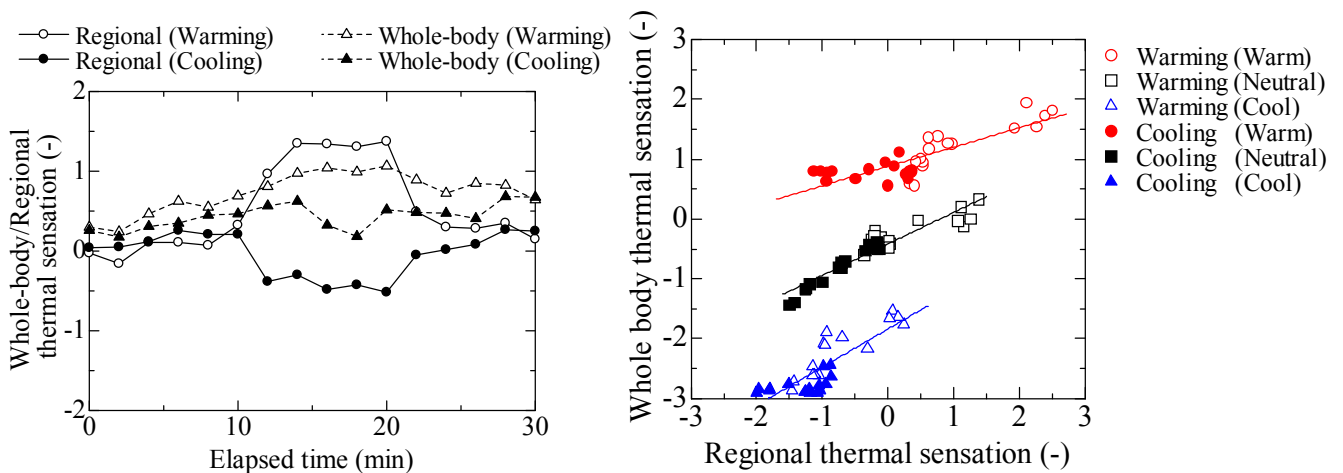 Regional (Warming)
Regional (Cooling)
Whole-body (Warming)
Whole-body (Cooling)
Whole-body/Regional
thermal sensation (-)
2
1
0
-1
-2
0
10
20
30
Elapsed time (min)
Whole body thermal sensation (-)
3
2
1
0
-1
-2
-3
-3
-2
-1
0
1
2
3
Regional thermal sensation (-)
Warming (Warm)
Warming (Neutral)
Warming (Cool)
Cooling (Warm)
Cooling (Neutral)
Cooling (Cool)